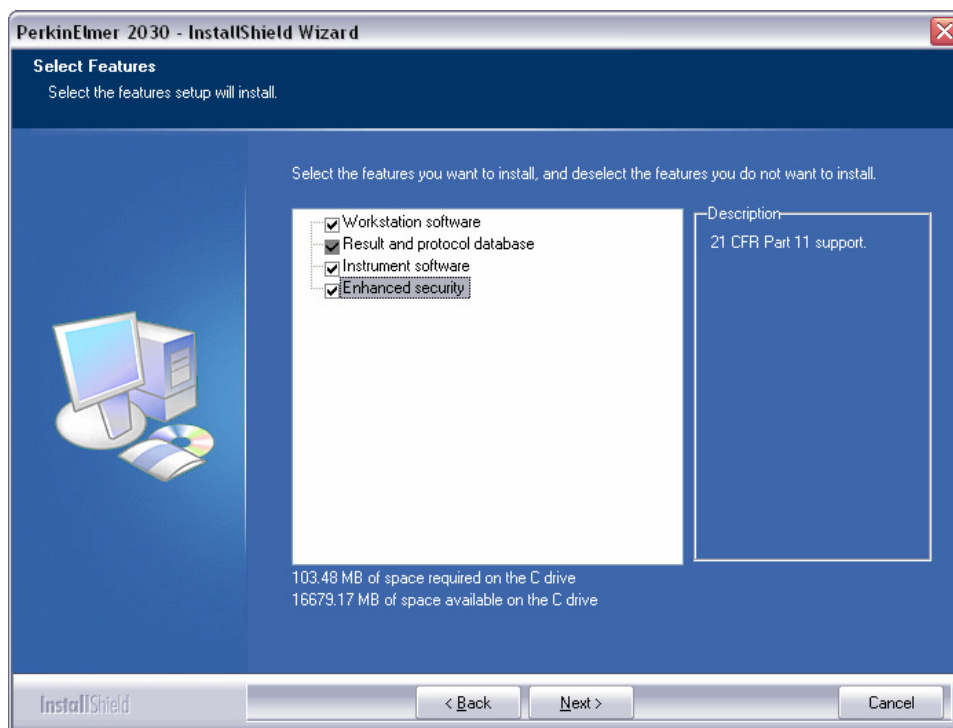 PerkinElmer 2030 - InstallShield Wizard
Select Features
Select the features setup will install.
Select the features you want to install, and deselect the features you do not want to install.
Workstation software
Result and protocol database
Instrument software
Enhanced security
Description
21 CFR Part 11 support.
103.48 MB of space required on the C drive
16679.17 MB of space available on the C drive
InstallShield
< Back
Next >
Cancel